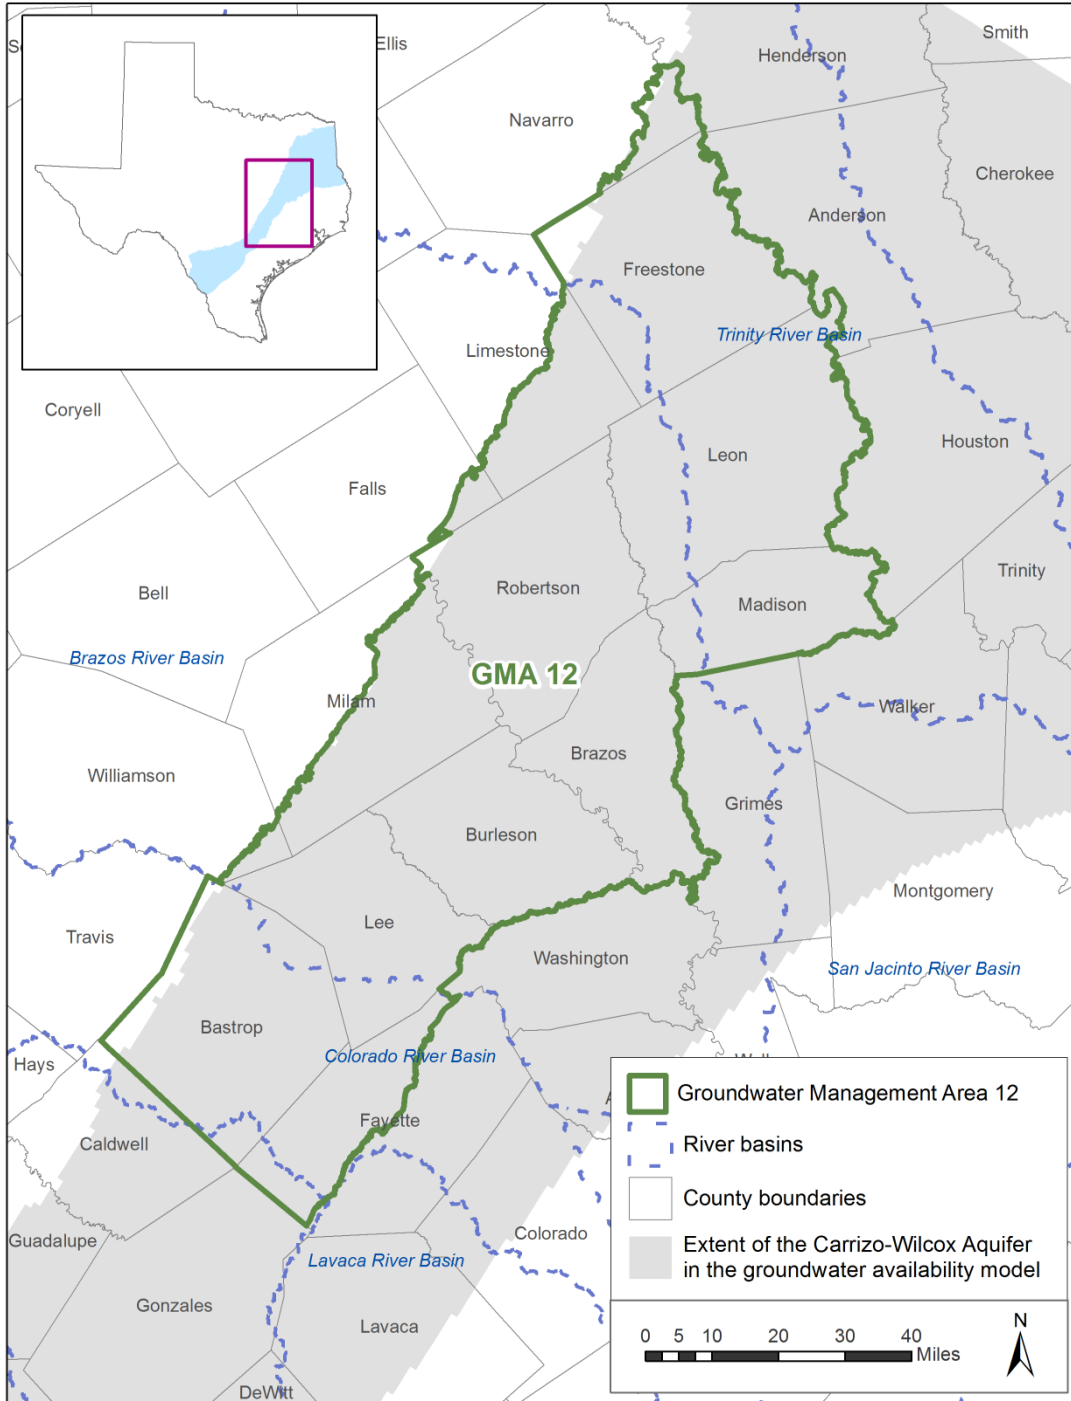 Ellis
Smith
Henderson
Navarro
Cherokee
Anderson
Freestone
Trinity River Basin
Limestone
Coryell
Houston
Leon
Falls
Trinity
Robertson
Bell
Madison
Brazos River Basin
GMA 12
Milam
Walker
Brazos
Williamson
Grimes
Burleson
Montgomery
Lee
Travis
Washington
San Jacinto River Basin
Bastrop
Colorado River Basin
Hays
Fayette
Caldwell
Colorado
Guadalupe
Lavaca River Basin
Gonzales
Lavaca
DeWitt
Groundwater Management Area 12
River basins
County boundaries
Extent of the Carrizo-Wilcox Aquifer
in the groundwater availability model
N
0 5 10 20 30 40
Miles